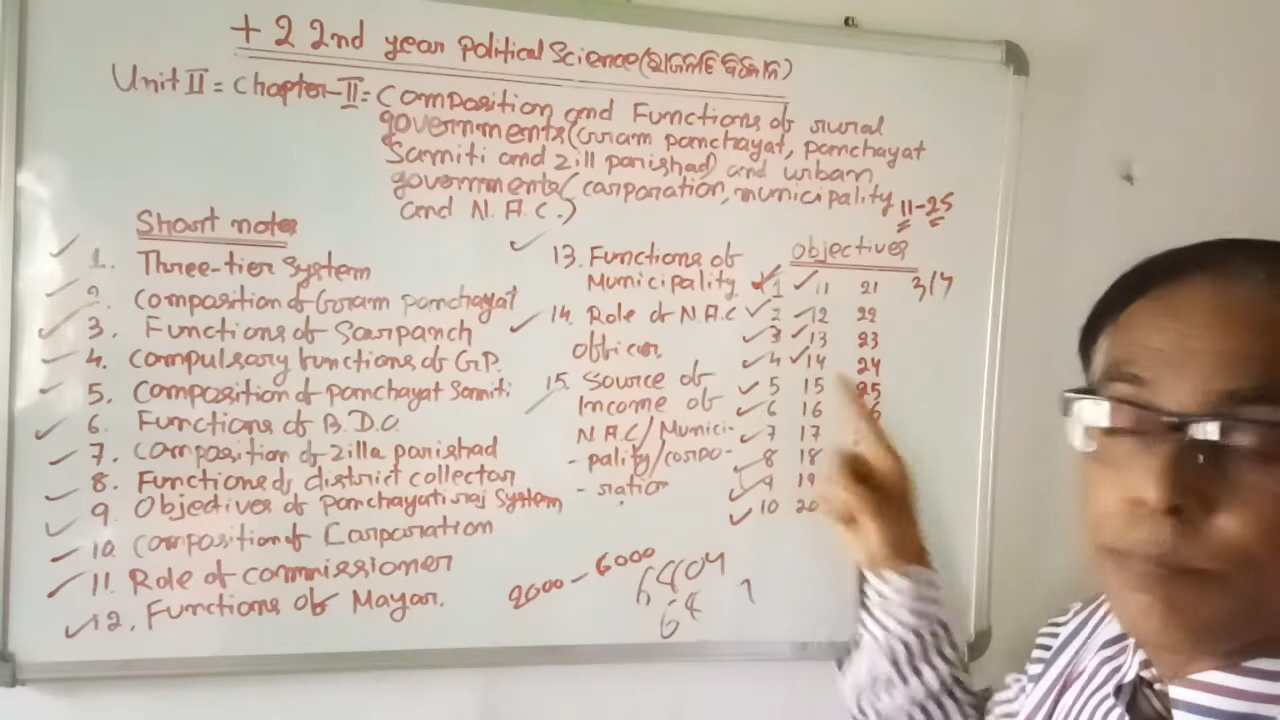 +2 2nd year Political Science (ରାଜନୀତି ବିଜ୍ଞାନ)
Unit II = Chapter-II = Composition and Functions of rural
governments (Gram panchayat, panchayat
Samiti and zill parishad) and urban
governments (corporation, municipality
and N.A.C.)
11-25
Short notes
1. Three-tier System
2. Composition of Gram panchayat
3. Functions of Sarpanch
4. Compulsary functions of G.P.
5. Composition of panchayat Samiti
6. Functions of B.D.O.
7. Composition of zilla parishad
8. Functions of district collector
9. Objectives of panchayatiraj System
10. Composition of Corporation
11. Role of commissioner
12. Functions of Mayar.
13. Functions of
Municipality
14. Role of N.A.C
Officer
15. Source of
Income of
N.A.C/Munici-
-pality/corpo-
-ration
Objectives
1 11 21 3/4
2 12 22
3 13 23
4 14 24
5 15 25
6 16 6
7 17
8 18
9 19
10 20
2000 - 6000
6804
64